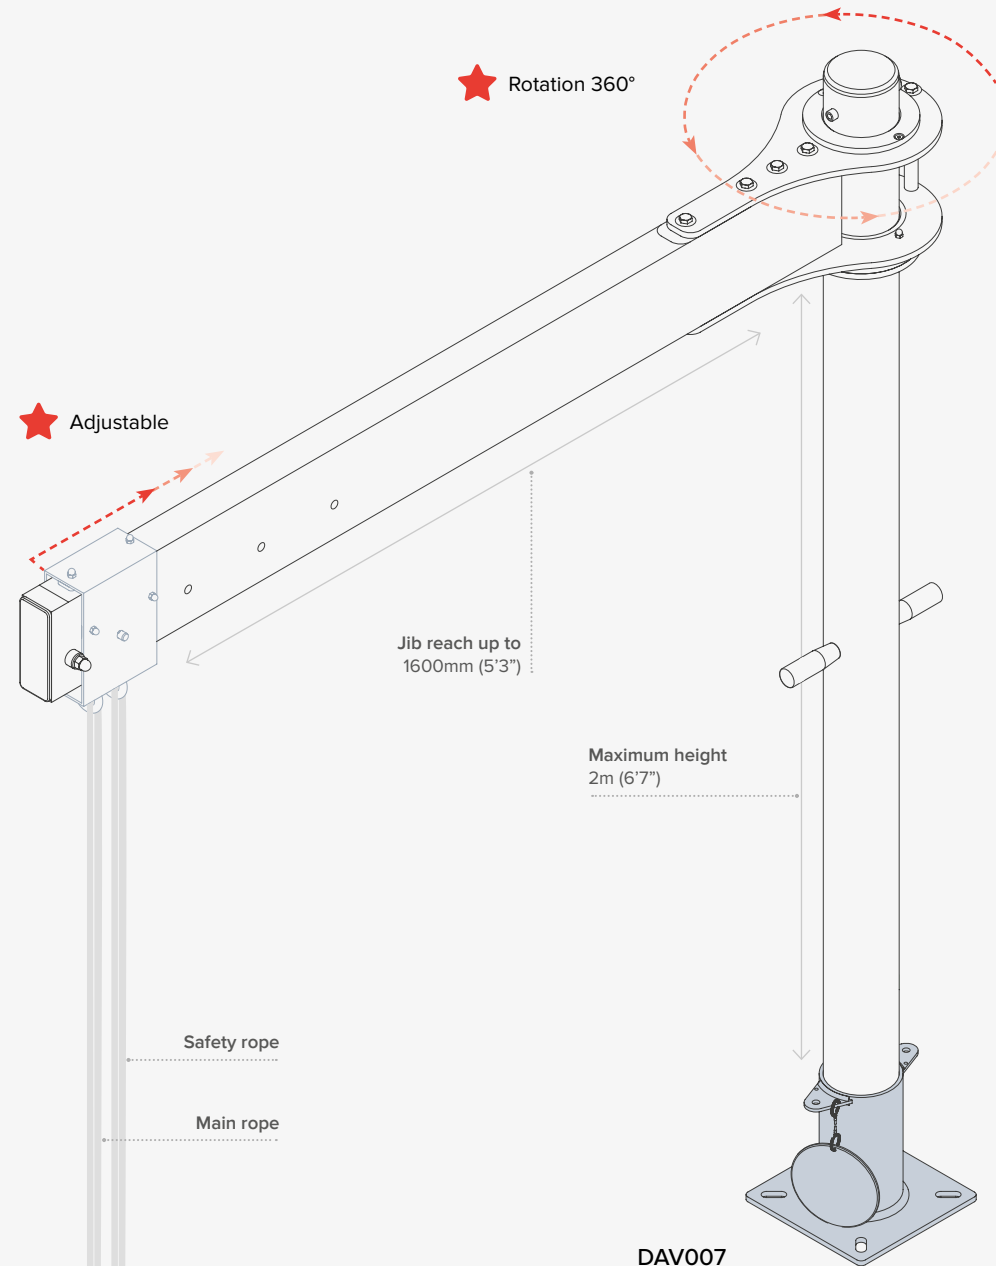 Rotation 360°
Adjustable
Jib reach up to
1600mm (5’3”)
Maximum height
2m (6’7”)
Safety rope
Main rope
DAV007